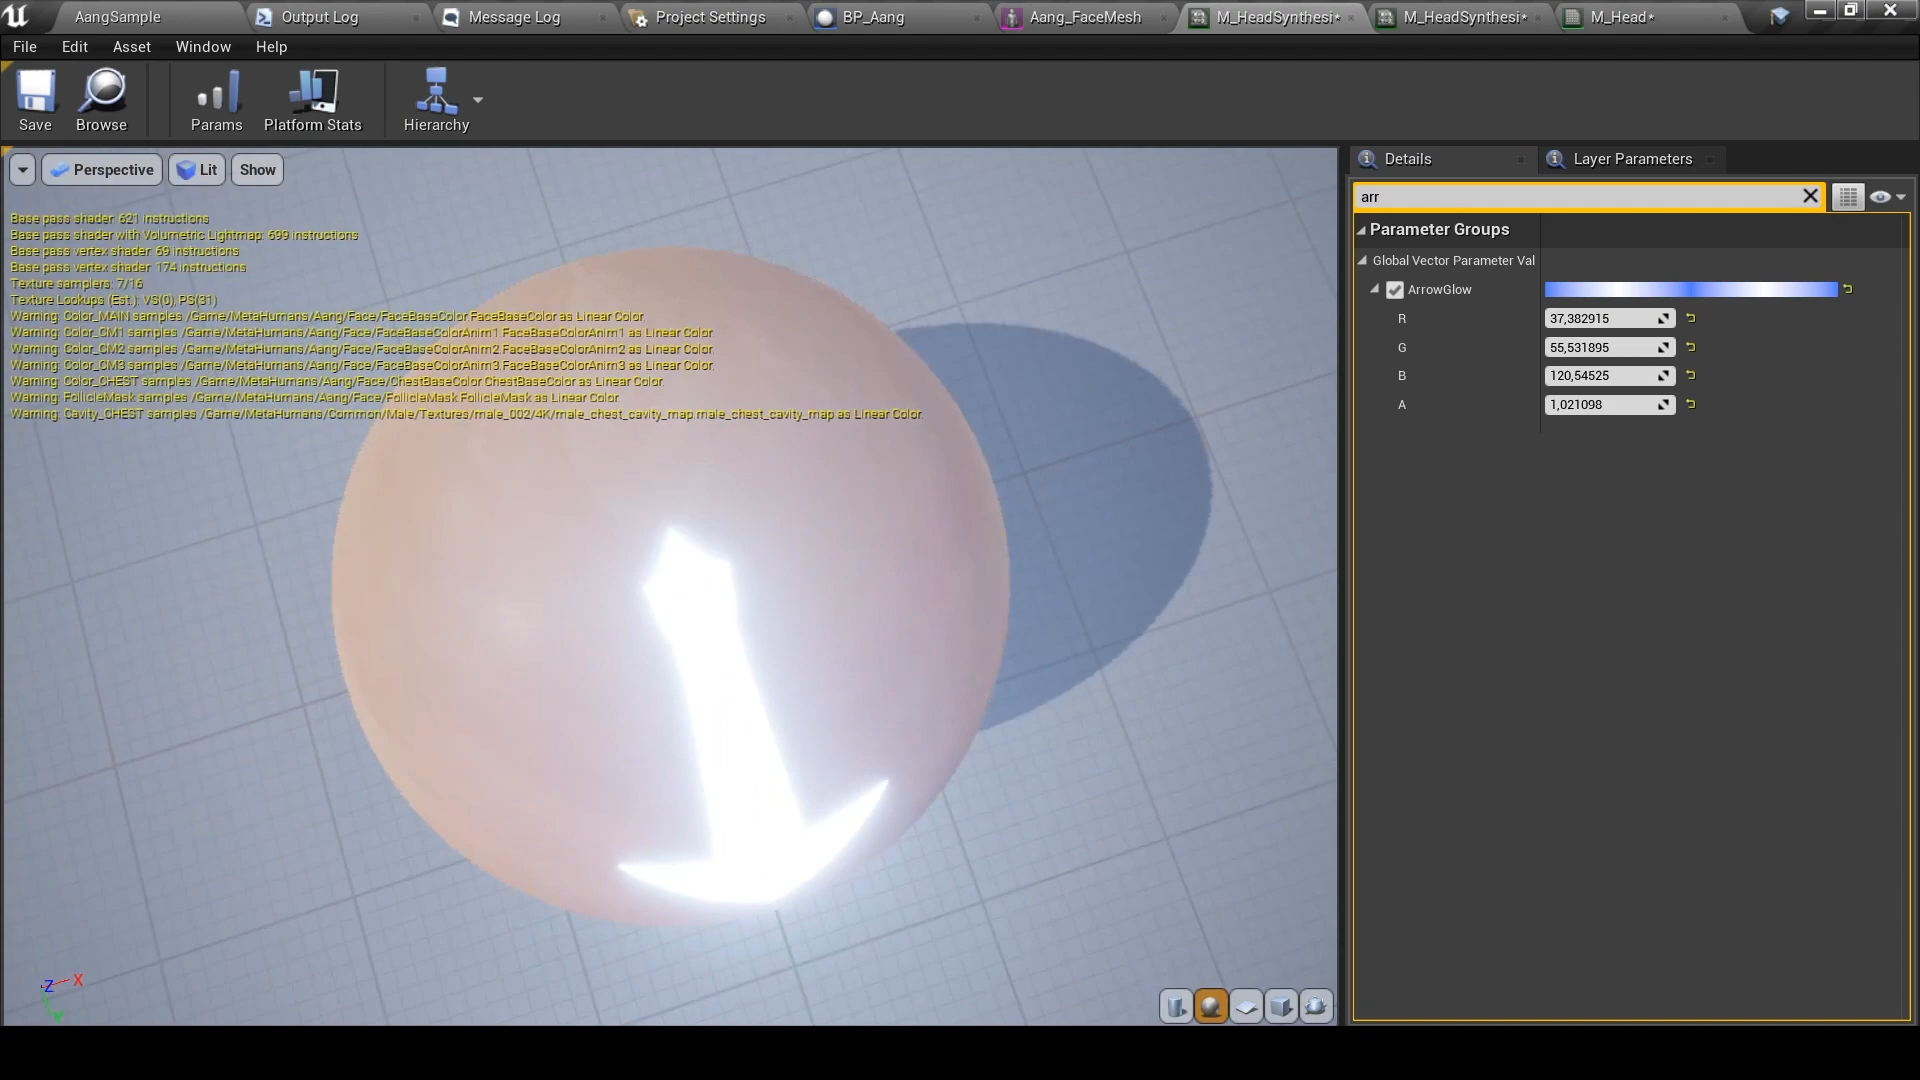 AangSample
Output Log
Message Log
Project Settings
BP_Aang
Aang_FaceMesh
M_HeadSynthesi*
M_HeadSynthesi*
M_Head*
File Edit Asset Window Help
Save
Browse
Params
Platform Stats
Hierarchy
Perspective
Lit
Show
Base pass shader: 621 instructions
Base pass shader with Volumetric Lightmap: 699 instructions
Base pass vertex shader: 69 instructions
Base pass vertex shader: 174 instructions
Texture samplers: 7/16
Texture Lookups (Est.): VS(0), PS(31)
Warning: Color_MAIN samples /Game/MetaHumans/Aang/Face/FaceBaseColor.FaceBaseColor as Linear Color.
Warning: Color_CM1 samples /Game/MetaHumans/Aang/Face/FaceBaseColorAnim1.FaceBaseColorAnim1 as Linear Color.
Warning: Color_CM2 samples /Game/MetaHumans/Aang/Face/FaceBaseColorAnim2.FaceBaseColorAnim2 as Linear Color.
Warning: Color_CM3 samples /Game/MetaHumans/Aang/Face/FaceBaseColorAnim3.FaceBaseColorAnim3 as Linear Color.
Warning: Color_CHEST samples /Game/MetaHumans/Aang/Face/ChestBaseColor.ChestBaseColor as Linear Color.
Warning: FollicleMask samples /Game/MetaHumans/Aang/Face/FollicleMask.FollicleMask as Linear Color.
Warning: Cavity_CHEST samples /Game/MetaHumans/Common/Male/Textures/male_002/4K/male_chest_cavity_map.male_chest_cavity_map as Linear Color.
Z X
Y
Details
Layer Parameters
arr
Parameter Groups
Global Vector Parameter Val
ArrowGlow
R 37,382915
G 55,531895
B 120,54525
A 1,021098